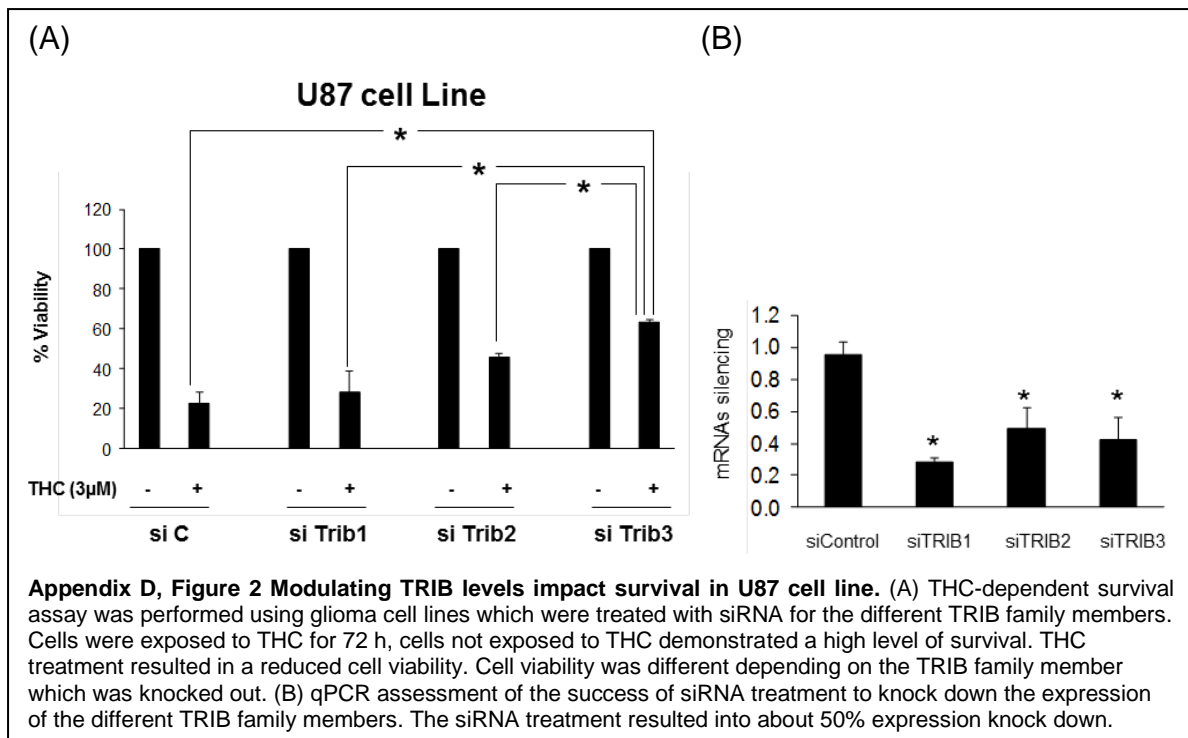 (A)
(B)
U87 cell Line
*
*
*
120
100
80
60
40
20
0
% Viability
THC (3µM) - + - + - + - +
si C si Trib1 si Trib2 si Trib3
1.2
1.0
0.8
0.6
0.4
0.2
0.0
mRNAs silencing
* * *
siControl siTRIB1 siTRIB2 siTRIB3
Appendix D, Figure 2 Modulating TRIB levels impact survival in U87 cell line. (A) THC-dependent survival
assay was performed using glioma cell lines which were treated with siRNA for the different TRIB family members.
Cells were exposed to THC for 72 h, cells not exposed to THC demonstrated a high level of survival. THC
treatment resulted in a reduced cell viability. Cell viability was different depending on the TRIB family member
which was knocked out. (B) qPCR assessment of the success of siRNA treatment to knock down the expression
of the different TRIB family members. The siRNA treatment resulted into about 50% expression knock down.